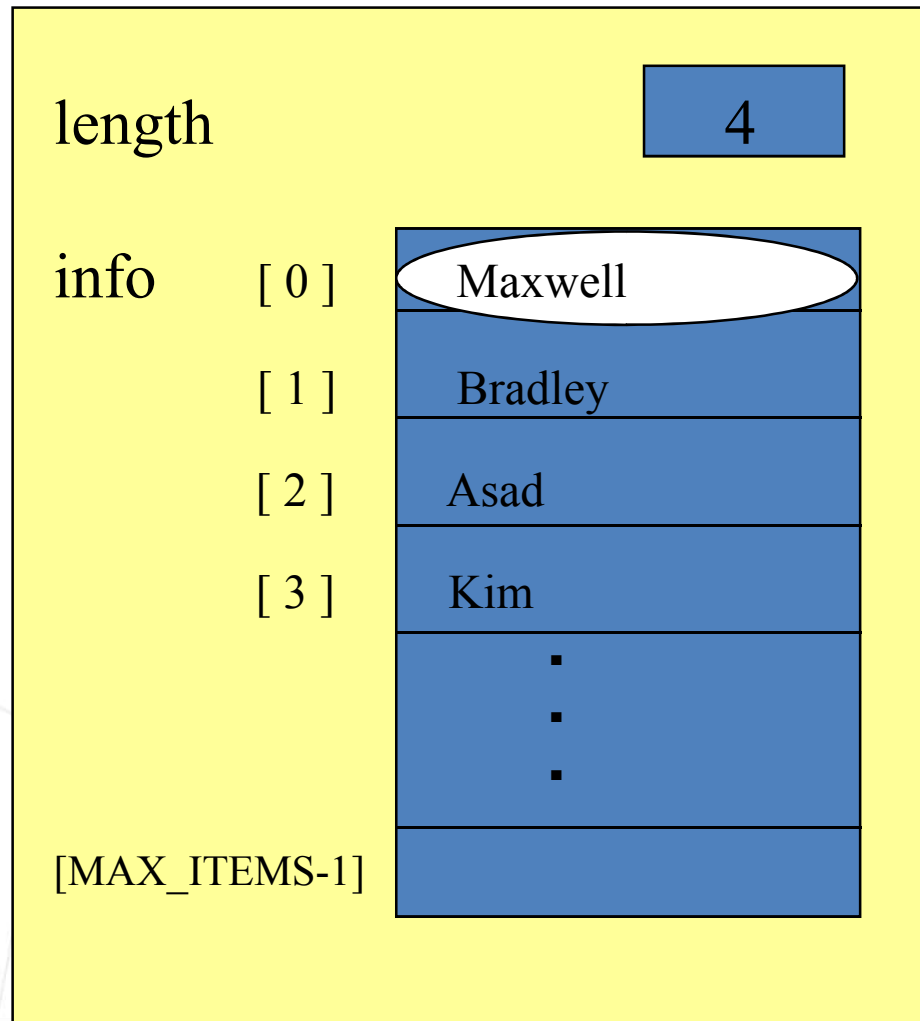 length 4
info [ 0 ] Maxwell
[ 1 ] Bradley
[ 2 ] Asad
[ 3 ] Kim
.
.
.
[MAX_ITEMS-1]